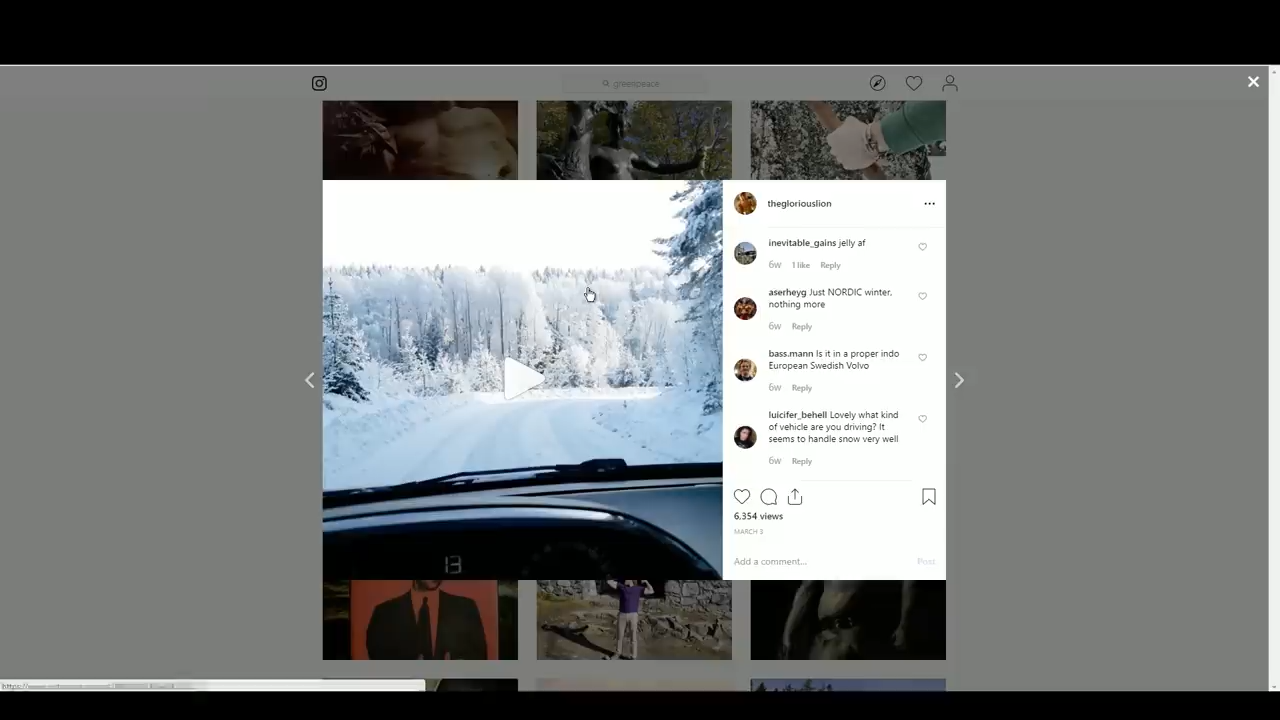 greenpeace
thegloriouslion
inevitable_gains jelly af
6w 1 like Reply
aserheyg Just NORDIC winter,
nothing more
6w Reply
bass.mann Is it in a proper indo
European Swedish Volvo
6w Reply
luicifer_behell Lovely what kind
of vehicle are you driving? It
seems to handle snow very well
6w Reply
6,354 views
MARCH 3
Add a comment...
Post
13
https://